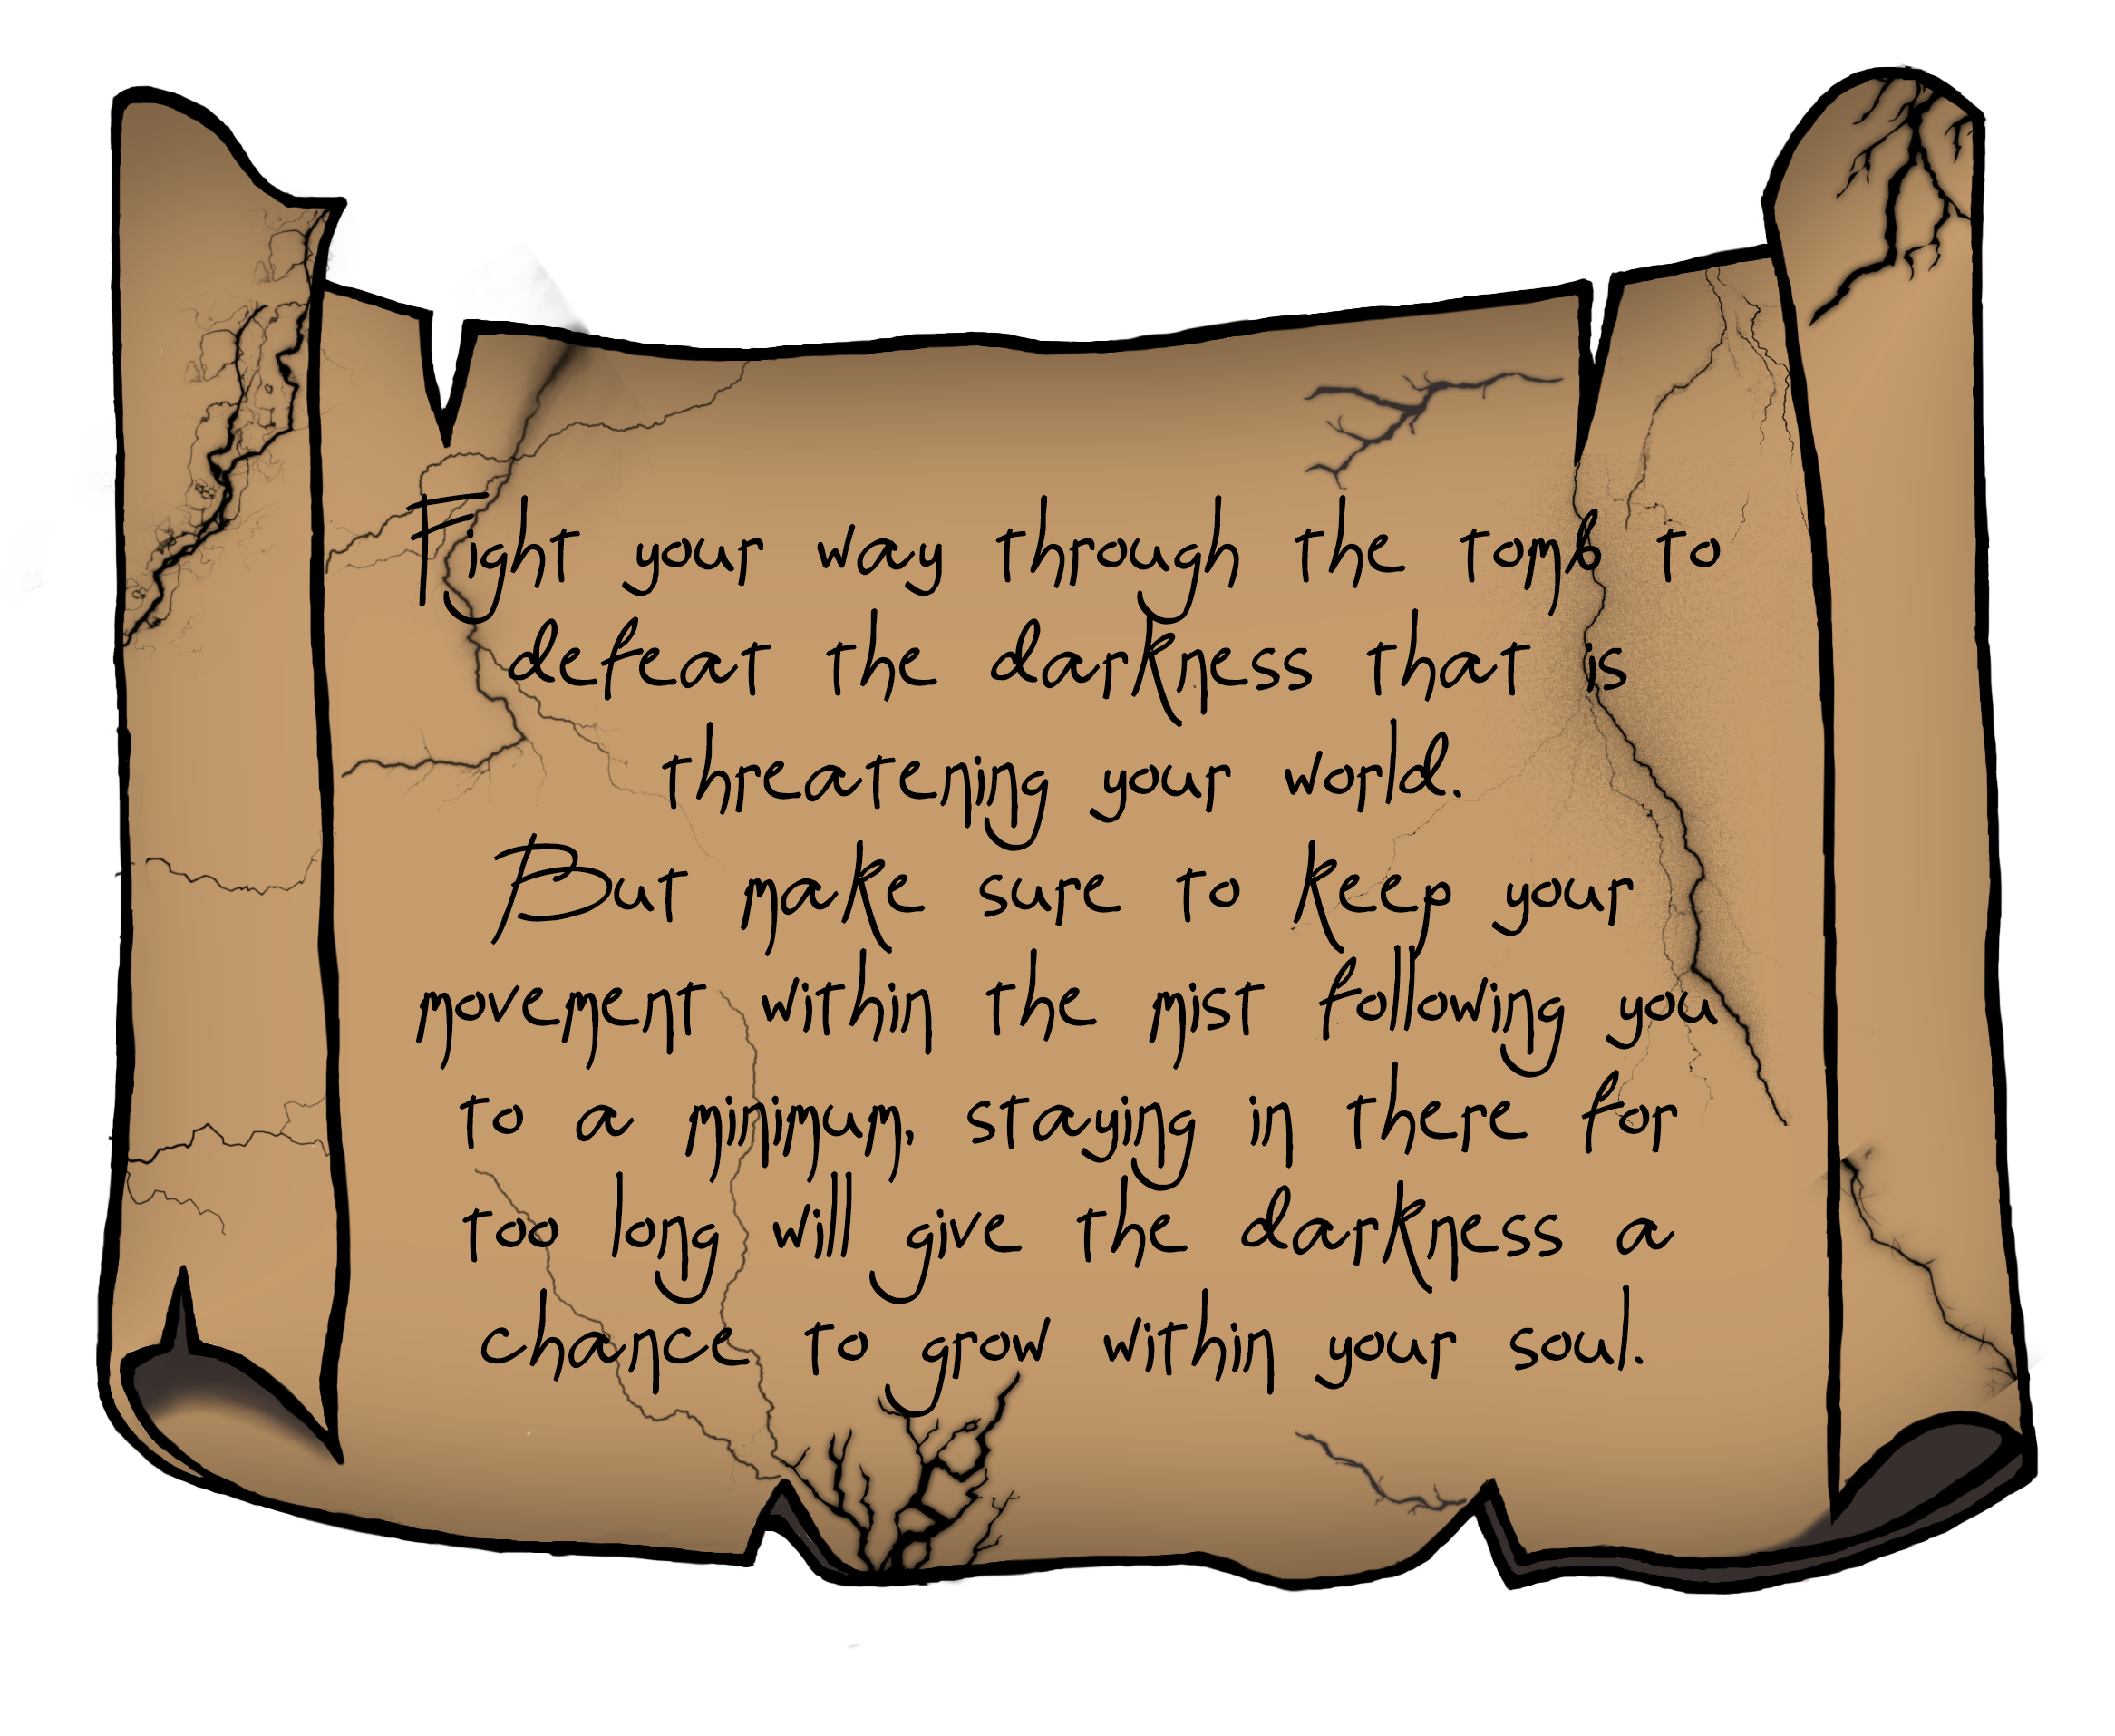 Fight your way through the tomb to
defeat the darkness that is
threatening your world.
But make sure to keep your
movement within the mist following you
to a minimum, staying in there for
too long will give the darkness a
chance to grow within your soul.